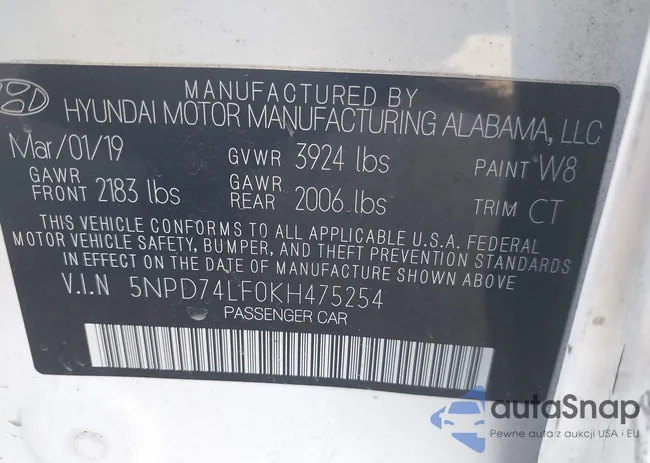 MANUFACTURED BY
HYUNDAI MOTOR MANUFACTURING ALABAMA, LLC
Mar/01/19 GVWR 3924 lbs PAINT W8
GAWR FRONT 2183 lbs GAWR REAR 2006 lbs TRIM CT
THIS VEHICLE CONFORMS TO ALL APPLICABLE U.S.A. FEDERAL
MOTOR VEHICLE SAFETY, BUMPER, AND THEFT PREVENTION STANDARDS
IN EFFECT ON THE DATE OF MANUFACTURE SHOWN ABOVE
V.I.N 5NPD74LF0KH475254
PASSENGER CAR
autoSnap
Pewne auta z aukcji USA i EU